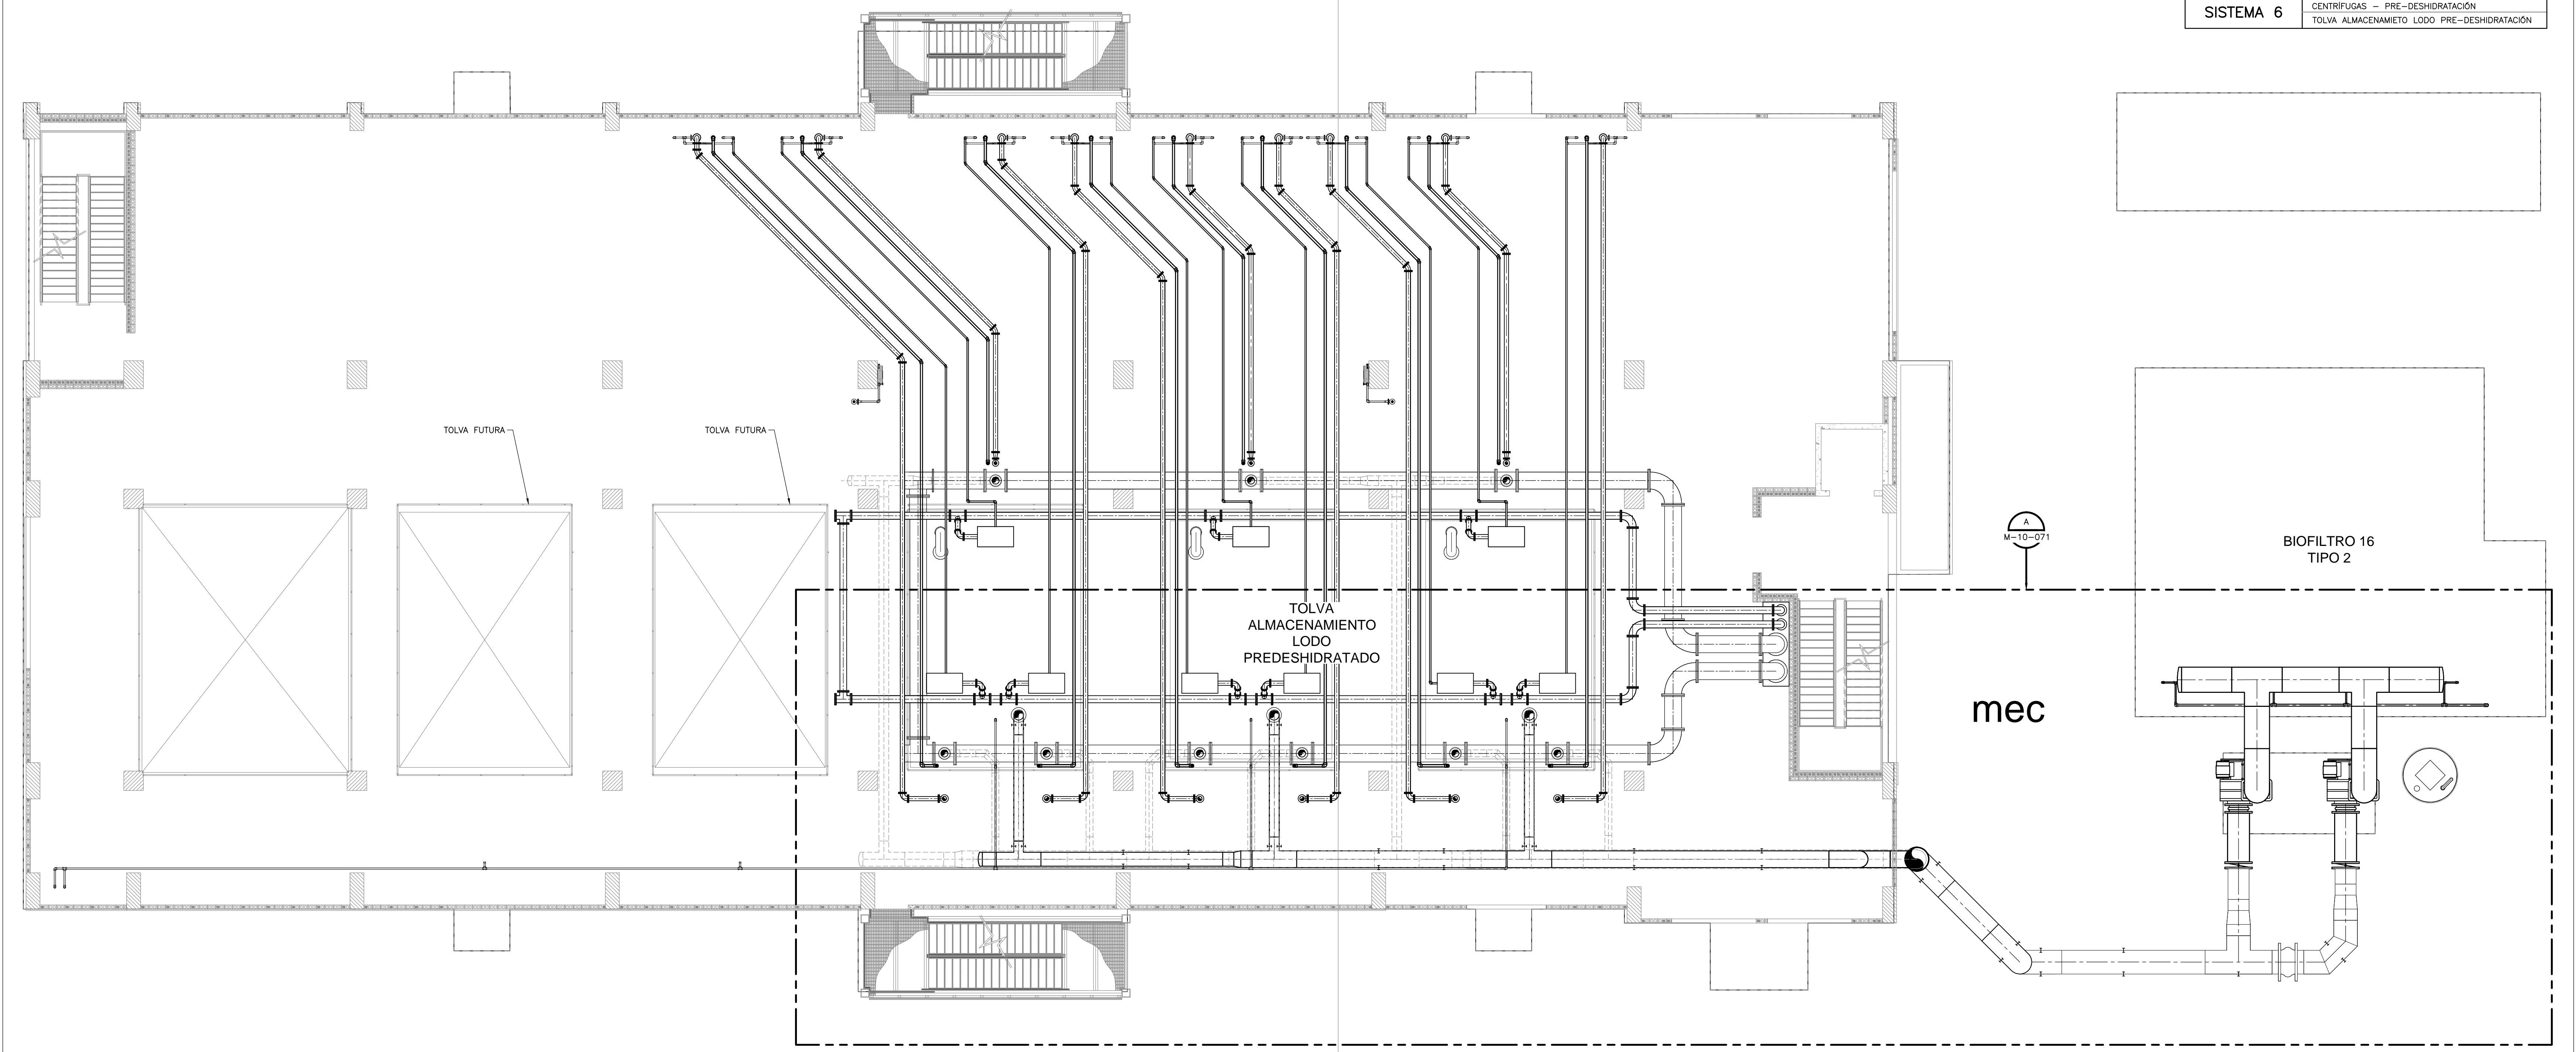 SISTEMA 6
CENTRÍFUGAS – PRE–DESHIDRATACIÓN
TOLVA ALMACENAMIETO LODO PRE–DESHIDRATACIÓN
TOLVA FUTURA
TOLVA FUTURA
A
M–10–071
BIOFILTRO 16
TIPO 2
TOLVA
ALMACENAMIENTO
LODO
PREDESHIDRATADO
mec